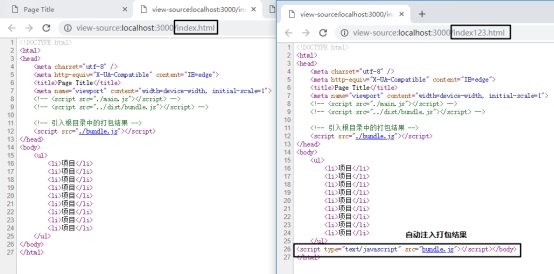 Page Title
view-source:localhost:3000/in
view-source:localhost:3000/index.html
1 <!DOCTYPE html>
2 <html>
3 <head>
4 <meta charset="utf-8" />
5 <meta http-equiv="X-UA-Compatible" content="IE=edge">
6 <title>Page Title</title>
7 <meta name="viewport" content="width=device-width, initial-scale=1">
8 <!-- <script src="./main.js"></script> -->
9 <!-- <script src="../dist/bundle.js"></script> -->
10
11 <!-- 引入根目录中的打包结果 -->
12 <script src="./bundle.js"></script>
13 </head>
14 <body>
15 <ul>
16 <li>项目</li>
17 <li>项目</li>
18 <li>项目</li>
19 <li>项目</li>
20 <li>项目</li>
21 <li>项目</li>
22 <li>项目</li>
23 <li>项目</li>
24 </ul>
25 </body>
26 </html>
view-source:localhost:3000/ind
view-source:localhost:3000/index123.html
1 <!DOCTYPE html>
2 <html>
3 <head>
4 <meta charset="utf-8" />
5 <meta http-equiv="X-UA-Compatible" content="IE=edge">
6 <title>Page Title</title>
7 <meta name="viewport" content="width=device-width, initial-scale=1">
8 <!-- <script src="./main.js"></script> -->
9 <!-- <script src="../dist/bundle.js"></script> -->
10
11 <!-- 引入根目录中的打包结果 -->
12 <script src="./bundle.js"></script>
13 </head>
14 <body>
15 <ul>
16 <li>项目</li>
17 <li>项目</li>
18 <li>项目</li>
19 <li>项目</li>
20 <li>项目</li>
21 <li>项目</li>
22 <li>项目</li>
23 <li>项目</li>
24 <li>项目</li>
自动注入打包结果
25 </ul>
26 <script type="text/javascript" src="bundle.js"></script></body>
27 </html>